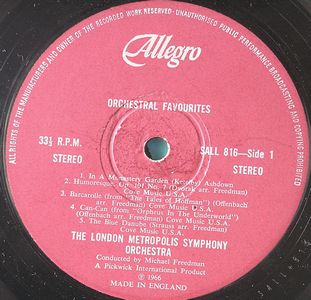 ALL RIGHTS OF THE MANUFACTURERS AND OWNER OF THE RECORDED WORK RESERVED - UNAUTHORISED PUBLIC PERFORMANCE BROADCASTING AND COPYING PROHIBITED
Allegro
ORCHESTRAL FAVOURITES
33⅓ R.P.M. SALL 816—Side 1
STEREO STEREO
1. In A Monastery Garden (Ketelby) Ashdown
2. Humoresque, Op. 101 No. 7 (Dvorak arr. Freedman)
Cove Music U.S.A.
3. Barcarolle (from "The Tales of Hoffman") (Offenbach
arr. Freedman) Cove Music U.S.A.
4. Can-Can (from "Orpheus In The Underworld")
(Offenbach arr. Freedman) Cove Music U.S.A.
5. The Blue Danube (Strauss arr. Freedman)
Cove Music U.S.A.
THE LONDON METROPOLIS SYMPHONY
ORCHESTRA
Conducted by Michael Freedman
A Pickwick International Product
℗ 1966
MADE IN ENGLAND